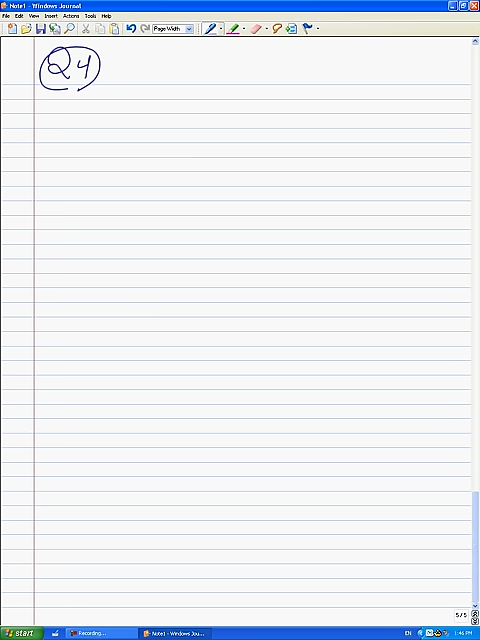 Note1 - Windows Journal
File Edit View Insert Actions Tools Help
Page Width
Q4
5/5
start Recording... Note1 - Windows Jou... EN 1:46 PM